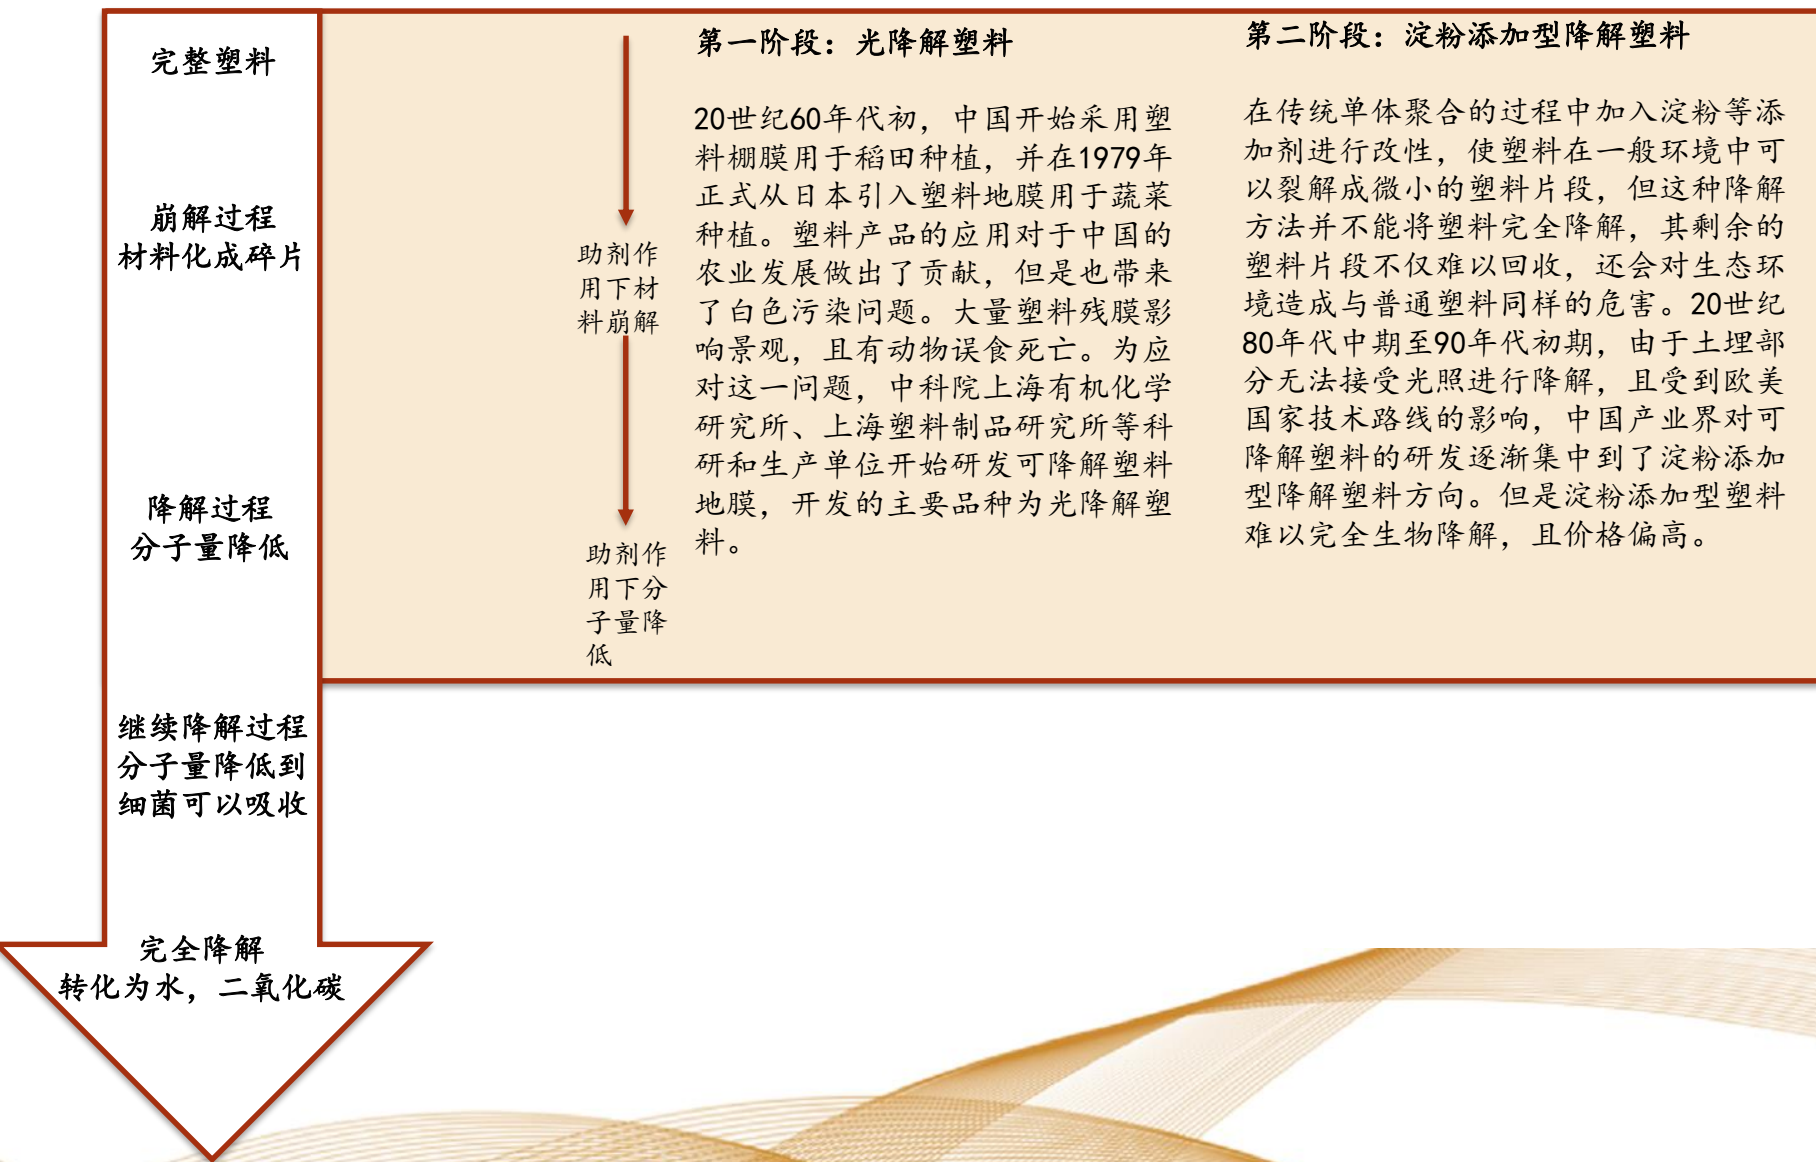 完整塑料
崩解过程
材料化成碎片
降解过程
分子量降低
继续降解过程
分子量降低到
细菌可以吸收
完全降解
转化为水，二氧化碳
助剂作
用下材
料崩解
助剂作
用下分
子量降
低
第一阶段：光降解塑料
20世纪60年代初，中国开始采用塑
料棚膜用于稻田种植，并在1979年
正式从日本引入塑料地膜用于蔬菜
种植。塑料产品的应用对于中国的
农业发展做出了贡献，但是也带来
了白色污染问题。大量塑料残膜影
响景观，且有动物误食死亡。为应
对这一问题，中科院上海有机化学
研究所、上海塑料制品研究所等科
研和生产单位开始研发可降解塑料
地膜，开发的主要品种为光降解塑
料。
第二阶段：淀粉添加型降解塑料
在传统单体聚合的过程中加入淀粉等添
加剂进行改性，使塑料在一般环境中可
以裂解成微小的塑料片段，但这种降解
方法并不能将塑料完全降解，其剩余的
塑料片段不仅难以回收，还会对生态环
境造成与普通塑料同样的危害。20世纪
80年代中期至90年代初期，由于土埋部
分无法接受光照进行降解，且受到欧美
国家技术路线的影响，中国产业界对可
降解塑料的研发逐渐集中到了淀粉添加
型降解塑料方向。但是淀粉添加型塑料
难以完全生物降解，且价格偏高。